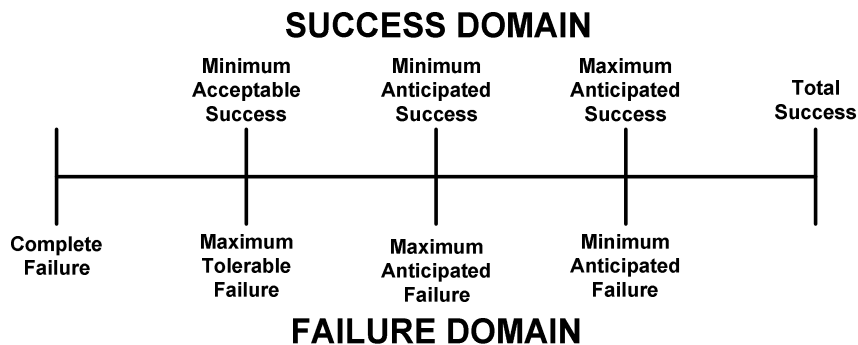 SUCCESS DOMAIN
Minimum
Acceptable
Success
Minimum
Anticipated
Success
Maximum
Anticipated
Success
Total
Success
Complete
Failure
Maximum
Tolerable
Failure
Maximum
Anticipated
Failure
Minimum
Anticipated
Failure
FAILURE DOMAIN